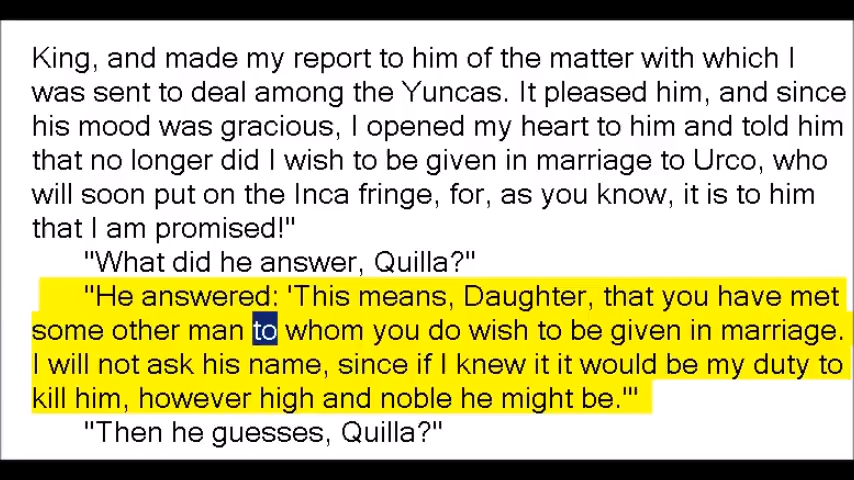 King, and made my report to him of the matter with which I
was sent to deal among the Yuncas. It pleased him, and since
his mood was gracious, I opened my heart to him and told him
that no longer did I wish to be given in marriage to Urco, who
will soon put on the Inca fringe, for, as you know, it is to him
that I am promised!"
"What did he answer, Quilla?"
"He answered: 'This means, Daughter, that you have met
some other man to whom you do wish to be given in marriage.
I will not ask his name, since if I knew it it would be my duty to
kill him, however high and noble he might be.'"
"Then he guesses, Quilla?"